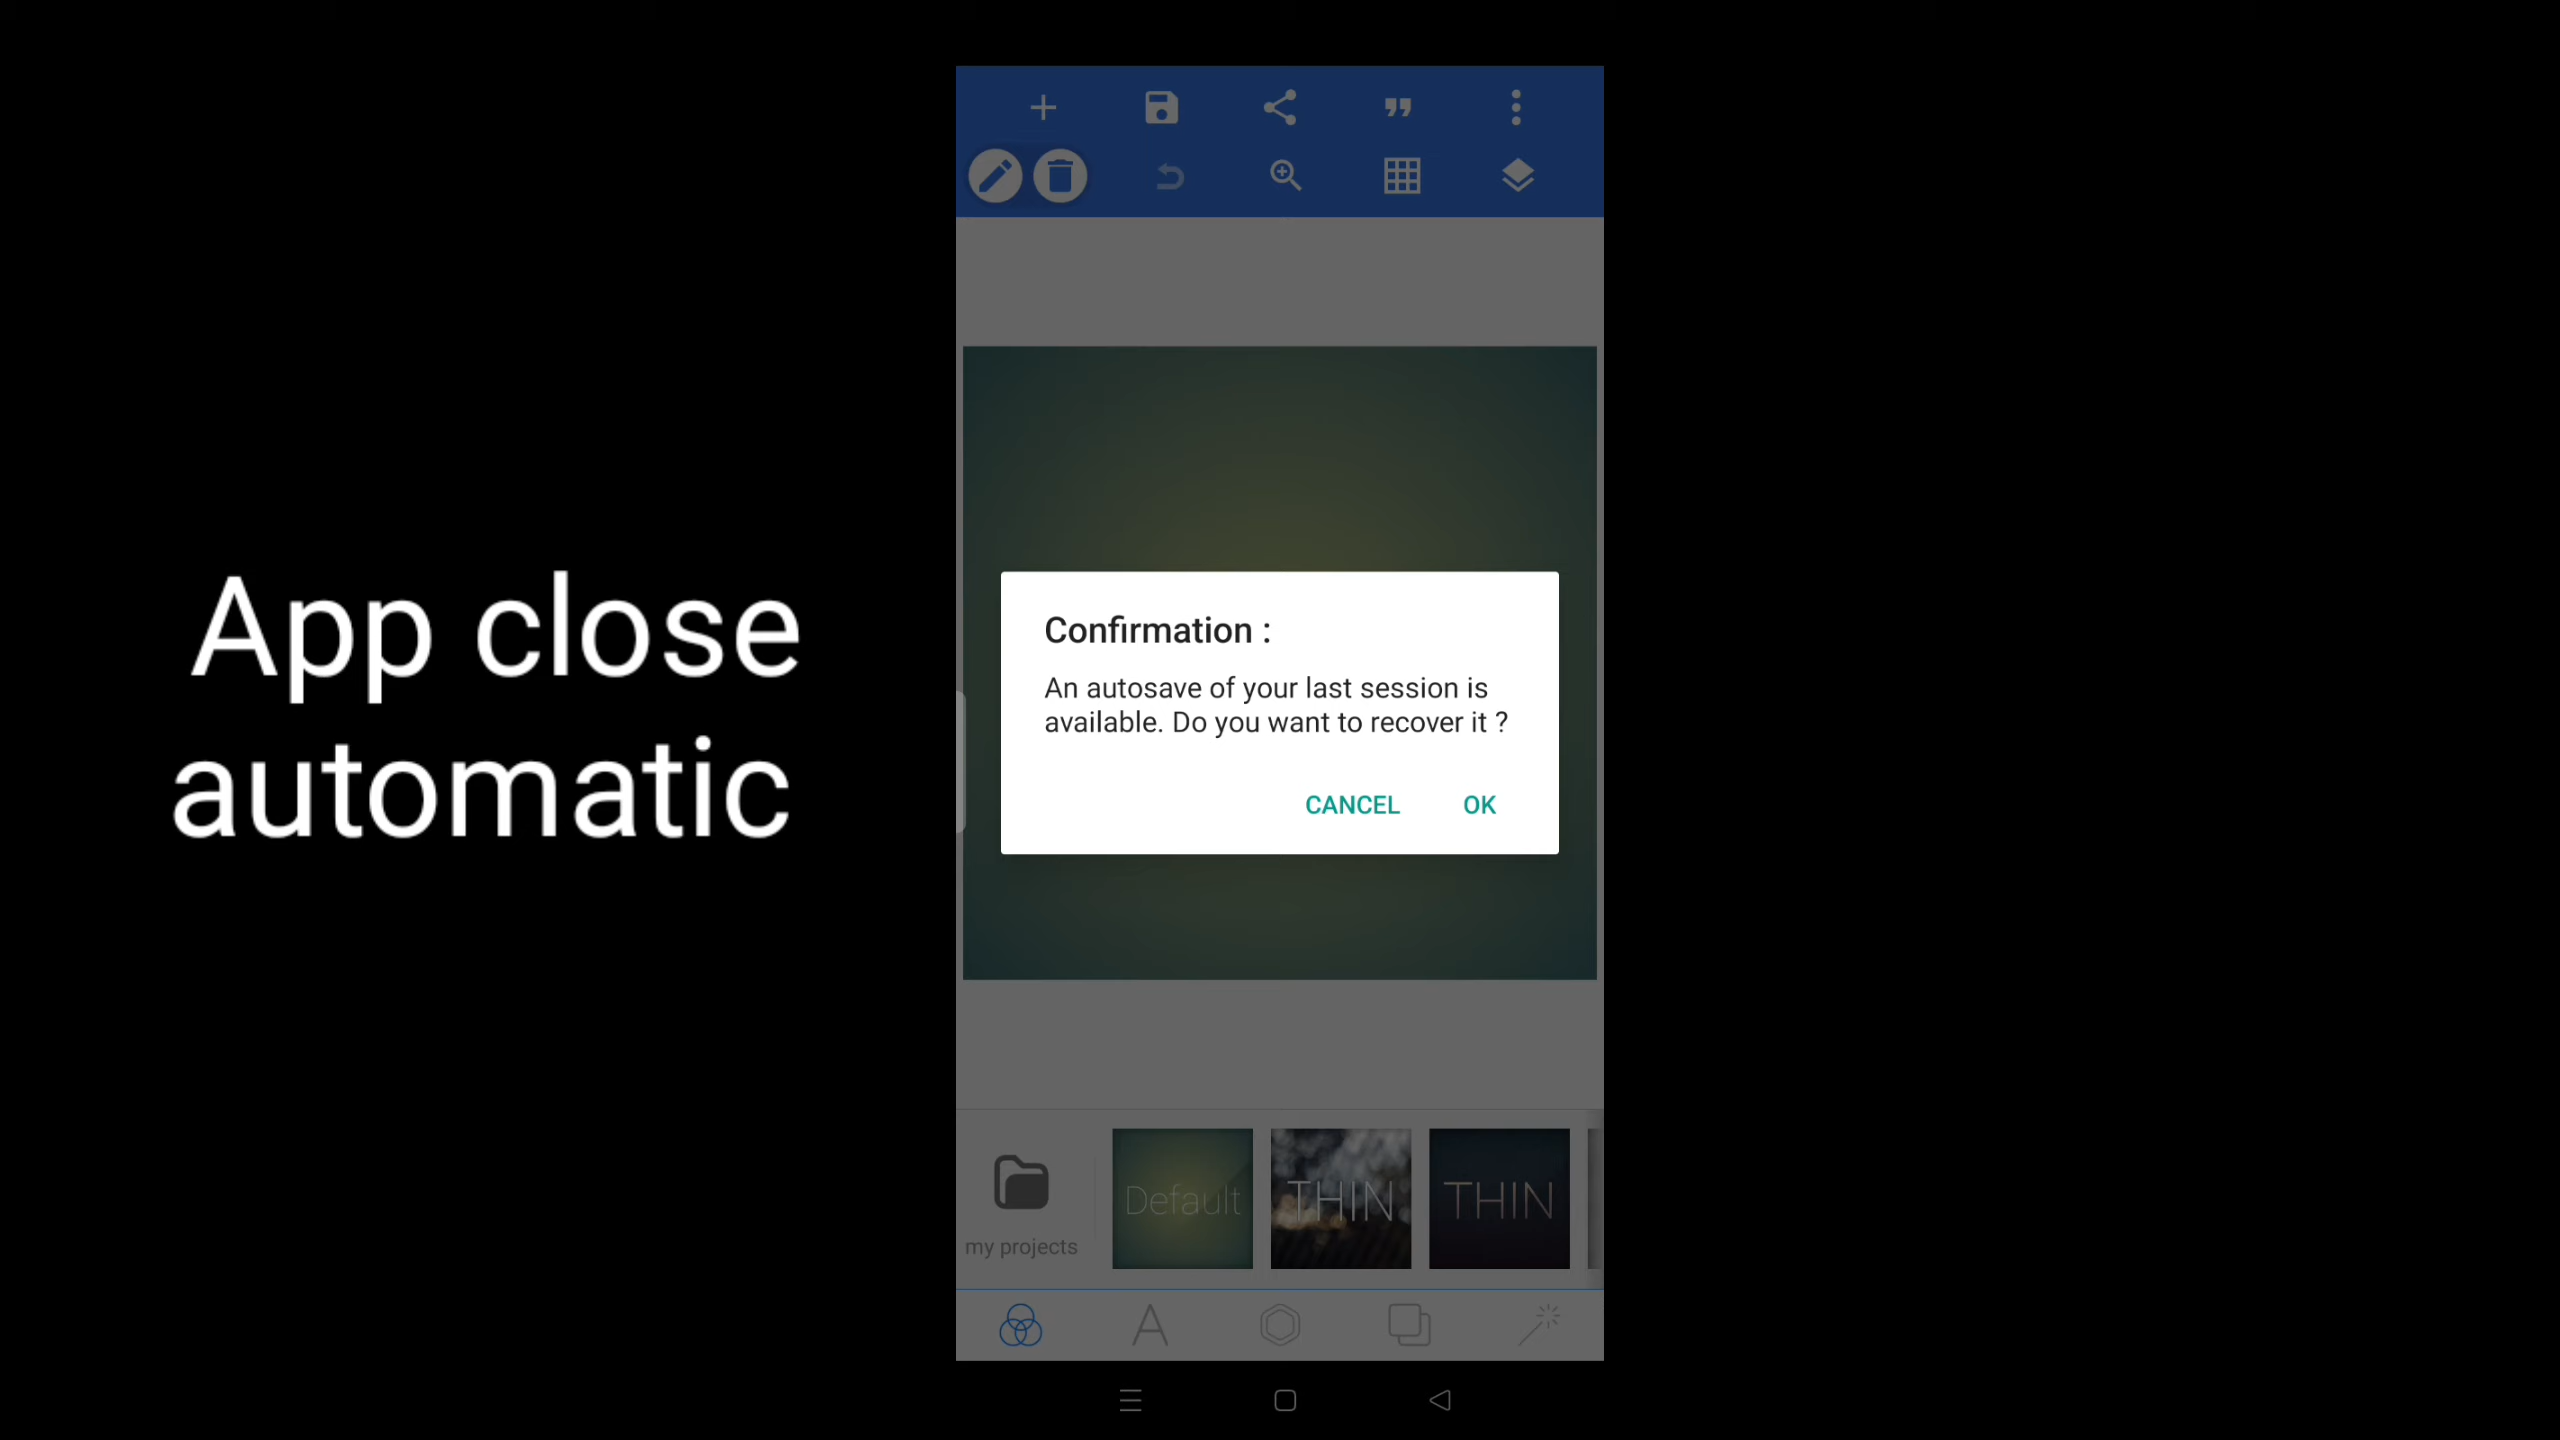 App close
automatic
Confirmation :
An autosave of your last session is
available. Do you want to recover it ?
CANCEL OK
Default THIN THIN
my projects